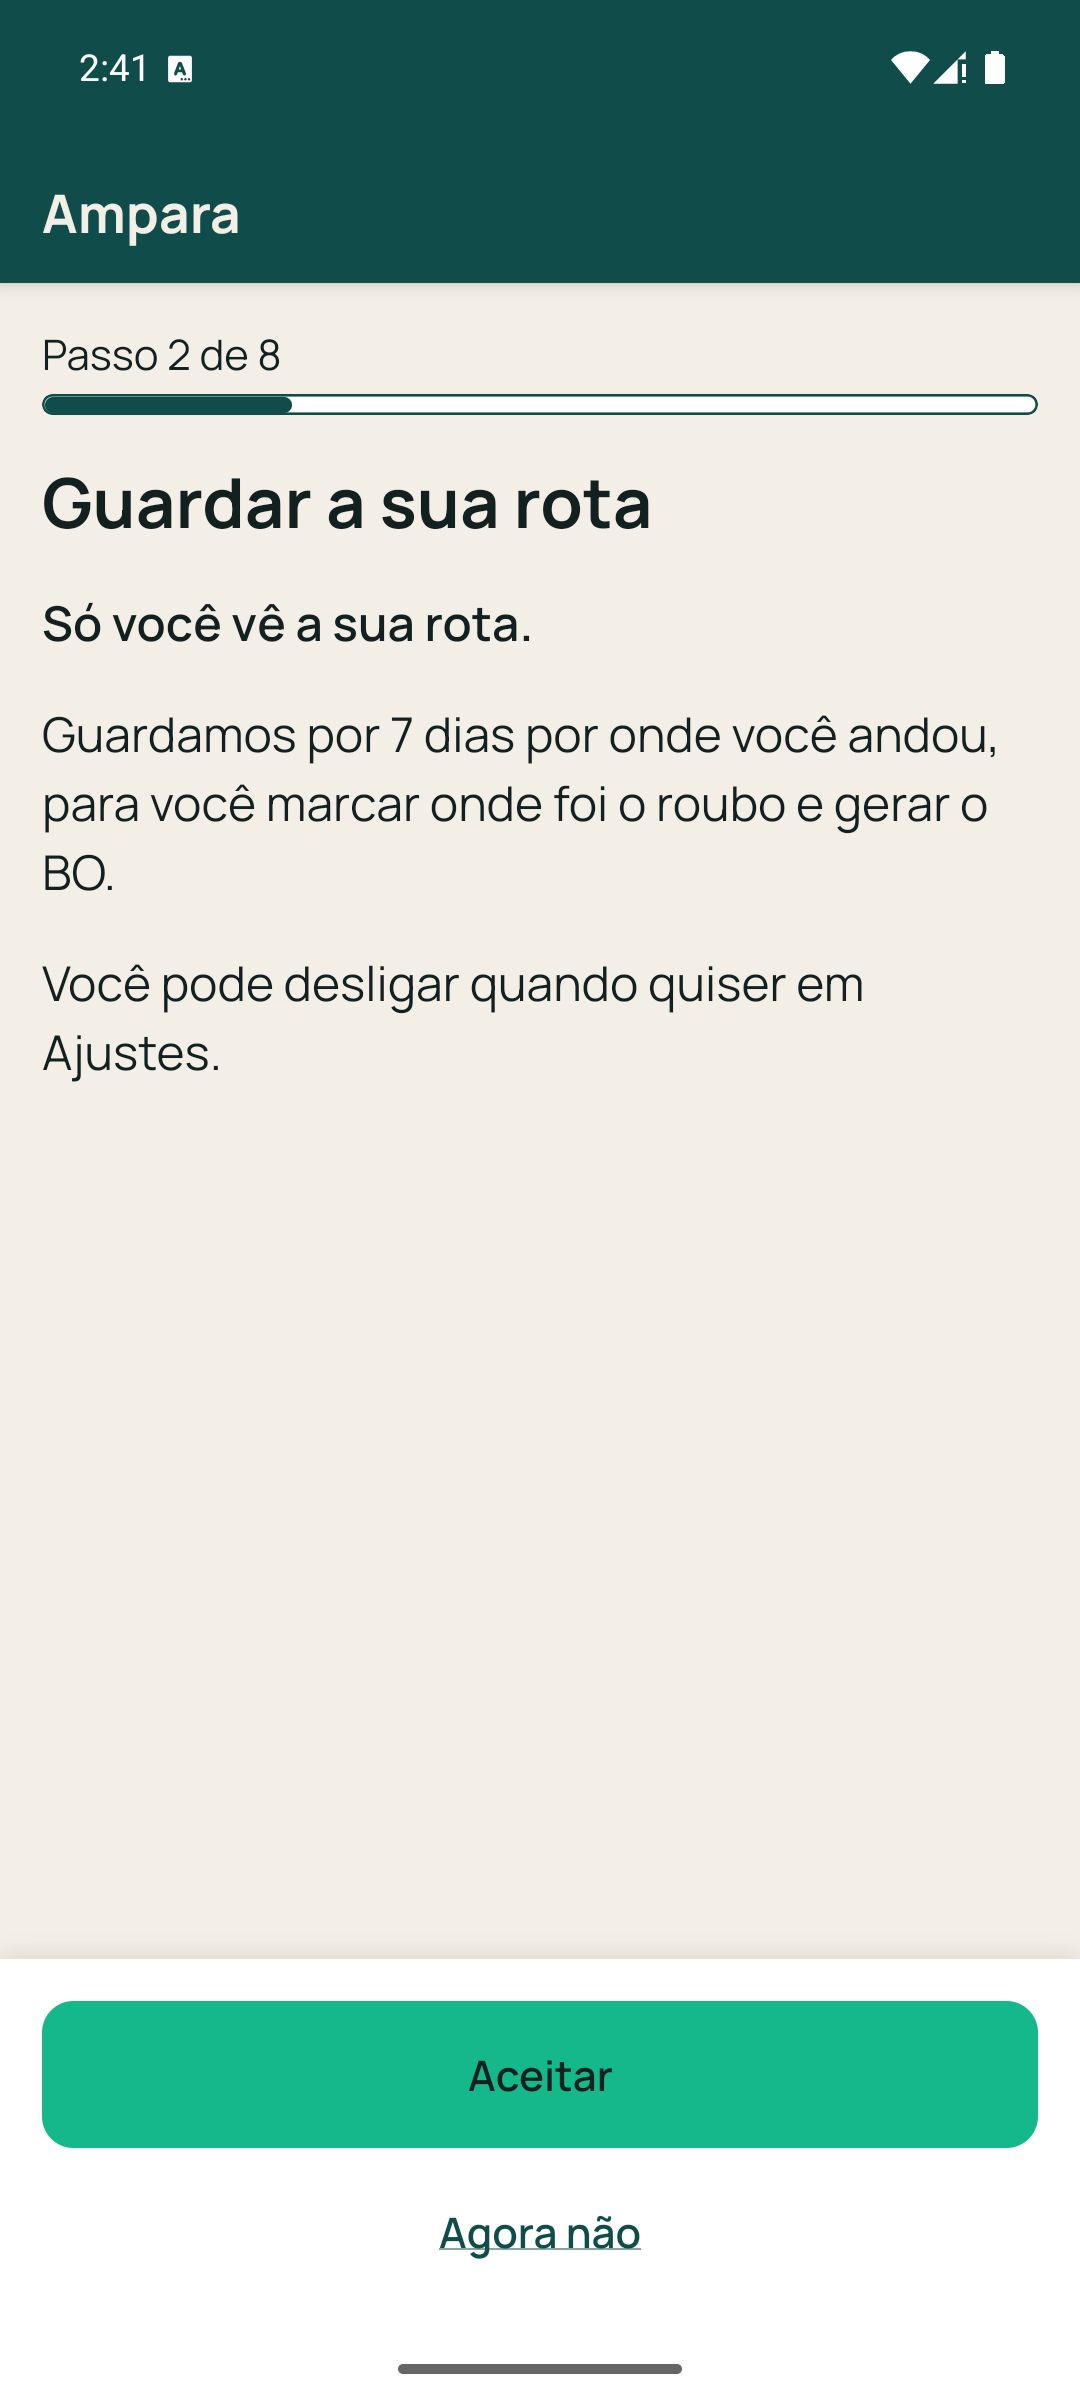 2:41
Ampara
Passo 2 de 8
Guardar a sua rota
Só você vê a sua rota.
Guardamos por 7 dias por onde você andou,
para você marcar onde foi o roubo e gerar o
BO.
Você pode desligar quando quiser em
Ajustes.
Aceitar
Agora não